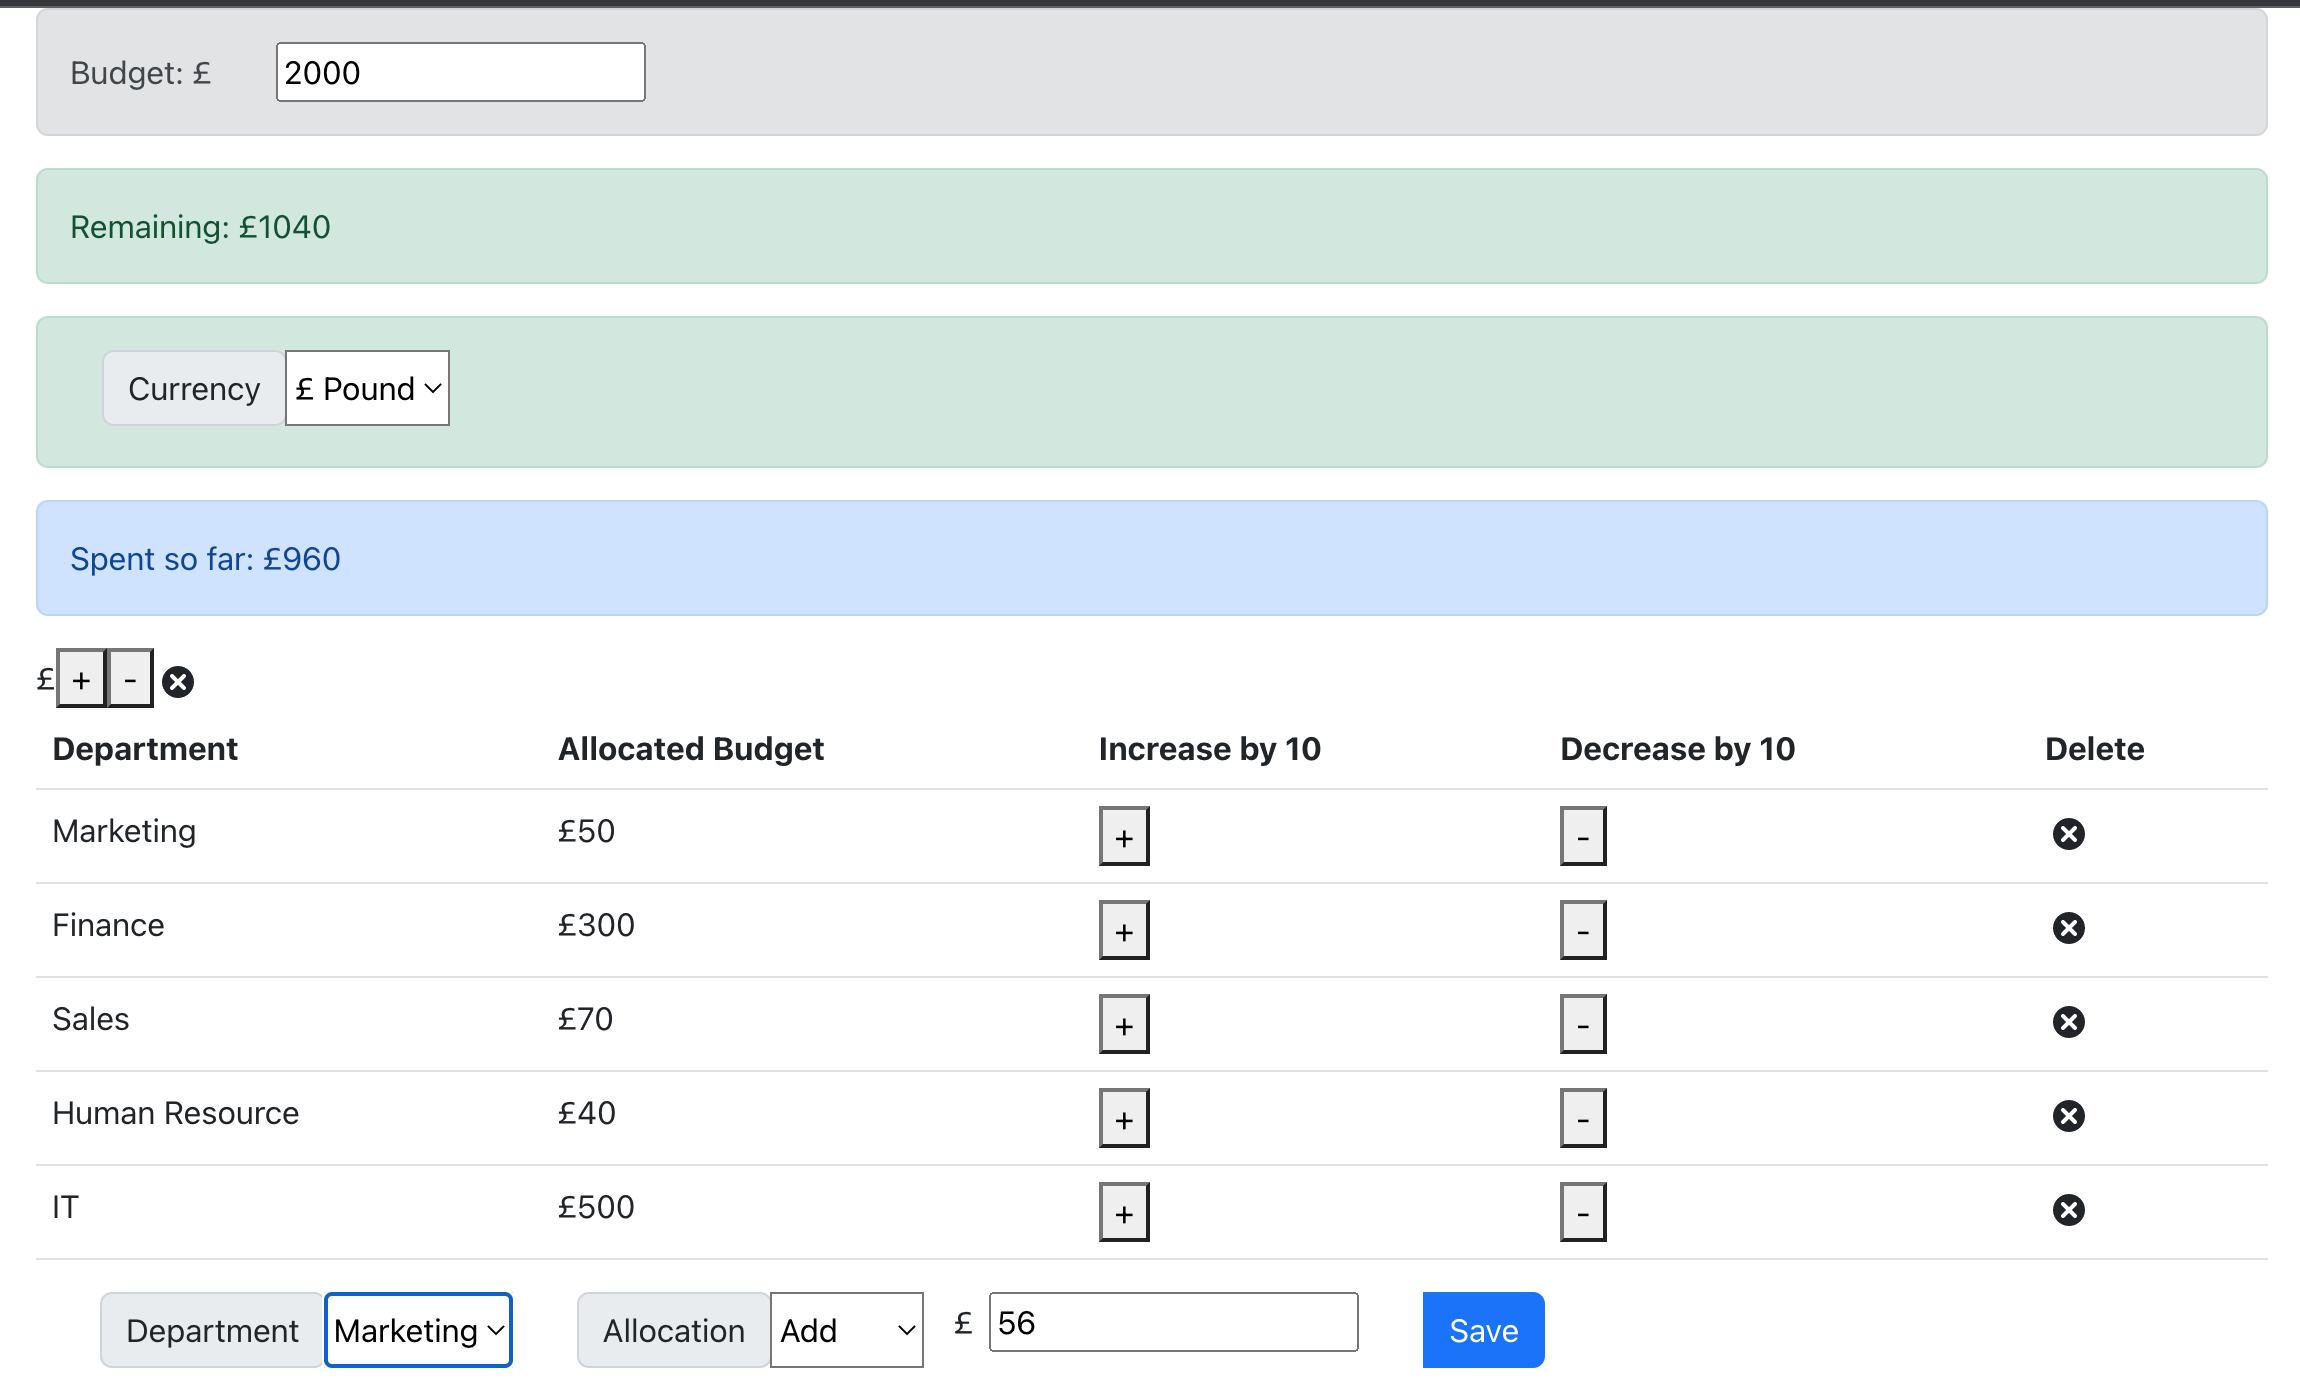 Budget: £ 2000
Remaining: £1040
Currency £ Pound
Spent so far: £960
£ + -
Department Allocated Budget Increase by 10 Decrease by 10 Delete
Marketing £50 + -
Finance £300 + -
Sales £70 + -
Human Resource £40 + -
IT £500 + -
Department Marketing Allocation Add £ 56 Save